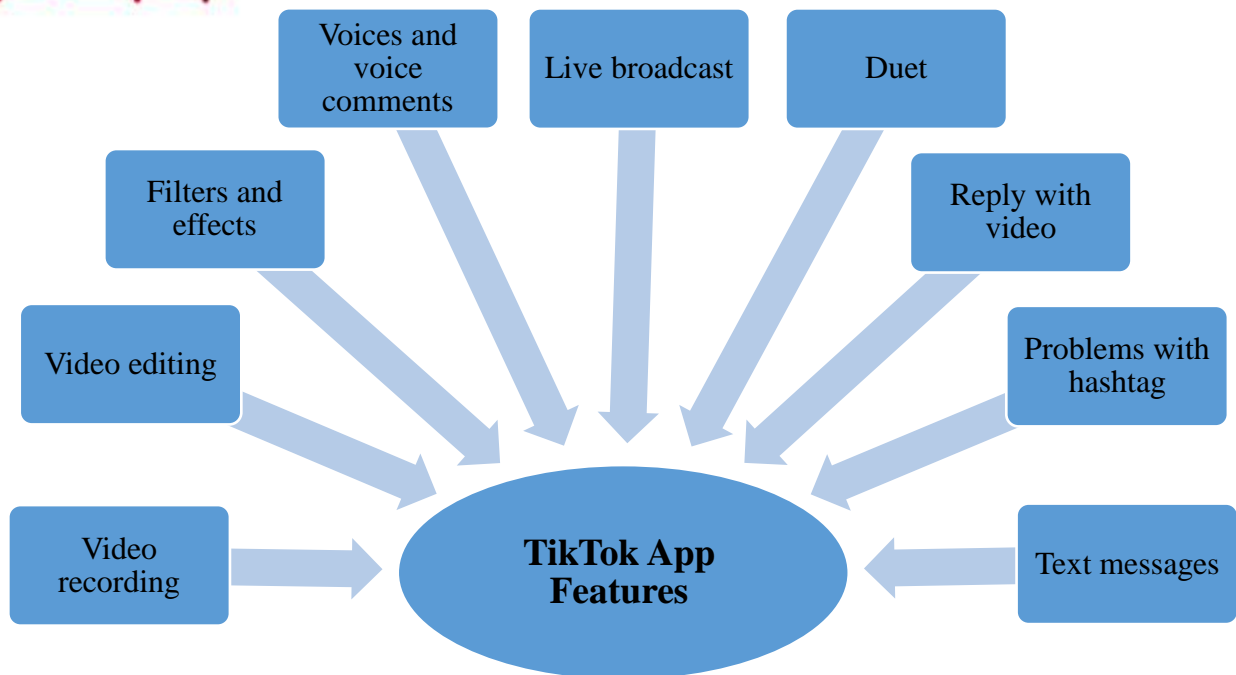 Voices and
voice
comments
Live broadcast
Duet
Filters and
effects
Reply with
video
Video editing
Problems with
hashtag
Video
recording
TikTok App
Features
Text messages